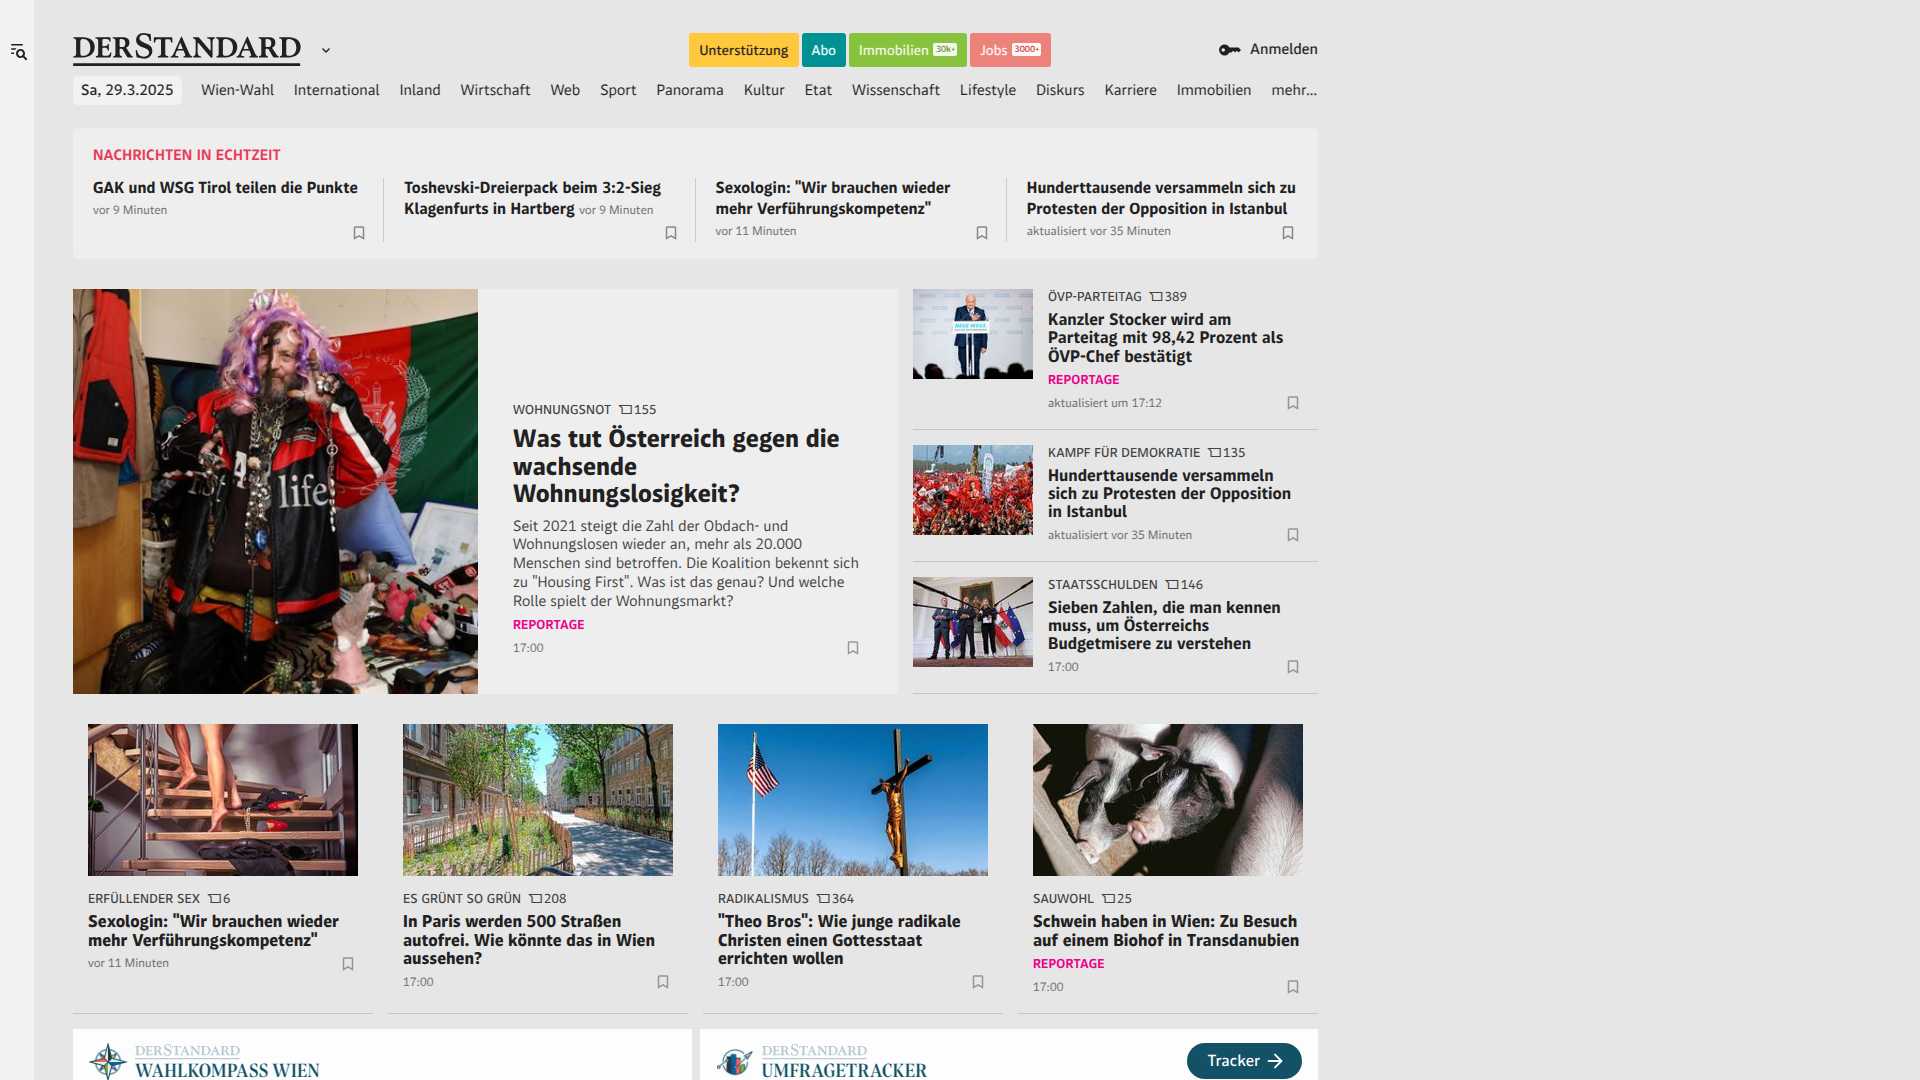 DERSTANDARD
Unterstützung
Abo
Immobilien 30k+
Jobs 3000+
Anmelden
Sa, 29.3.2025
Wien-Wahl
International
Inland
Wirtschaft
Web
Sport
Panorama
Kultur
Etat
Wissenschaft
Lifestyle
Diskurs
Karriere
Immobilien
mehr...
NACHRICHTEN IN ECHTZEIT
GAK und WSG Tirol teilen die Punkte
vor 9 Minuten
Toshevski-Dreierpack beim 3:2-Sieg
Klagenfurts in Hartberg vor 9 Minuten
Sexologin: "Wir brauchen wieder
mehr Verführungskompetenz"
vor 11 Minuten
Hunderttausende versammeln sich zu
Protesten der Opposition in Istanbul
aktualisiert vor 35 Minuten
life
WOHNUNGSNOT 155
Was tut Österreich gegen die
wachsende
Wohnungslosigkeit?
Seit 2021 steigt die Zahl der Obdach- und
Wohnungslosen wieder an, mehr als 20.000
Menschen sind betroffen. Die Koalition bekennt sich
zu "Housing First". Was ist das genau? Und welche
Rolle spielt der Wohnungsmarkt?
REPORTAGE
17:00
ÖVP-PARTEITAG 389
Kanzler Stocker wird am
Parteitag mit 98,42 Prozent als
ÖVP-Chef bestätigt
REPORTAGE
aktualisiert um 17:12
KAMPF FÜR DEMOKRATIE 135
Hunderttausende versammeln
sich zu Protesten der Opposition
in Istanbul
aktualisiert vor 35 Minuten
STAATSSCHULDEN 146
Sieben Zahlen, die man kennen
muss, um Österreichs
Budgetmisere zu verstehen
17:00
ERFÜLLENDER SEX 6
Sexologin: "Wir brauchen wieder
mehr Verführungskompetenz"
vor 11 Minuten
ES GRÜNT SO GRÜN 208
In Paris werden 500 Straßen
autofrei. Wie könnte das in Wien
aussehen?
17:00
RADIKALISMUS 364
"Theo Bros": Wie junge radikale
Christen einen Gottesstaat
errichten wollen
17:00
SAUWOHL 25
Schwein haben in Wien: Zu Besuch
auf einem Biohof in Transdanubien
REPORTAGE
17:00
DERSTANDARD
WAHLKOMPASS WIEN
DERSTANDARD
UMFRAGETRACKER
Tracker